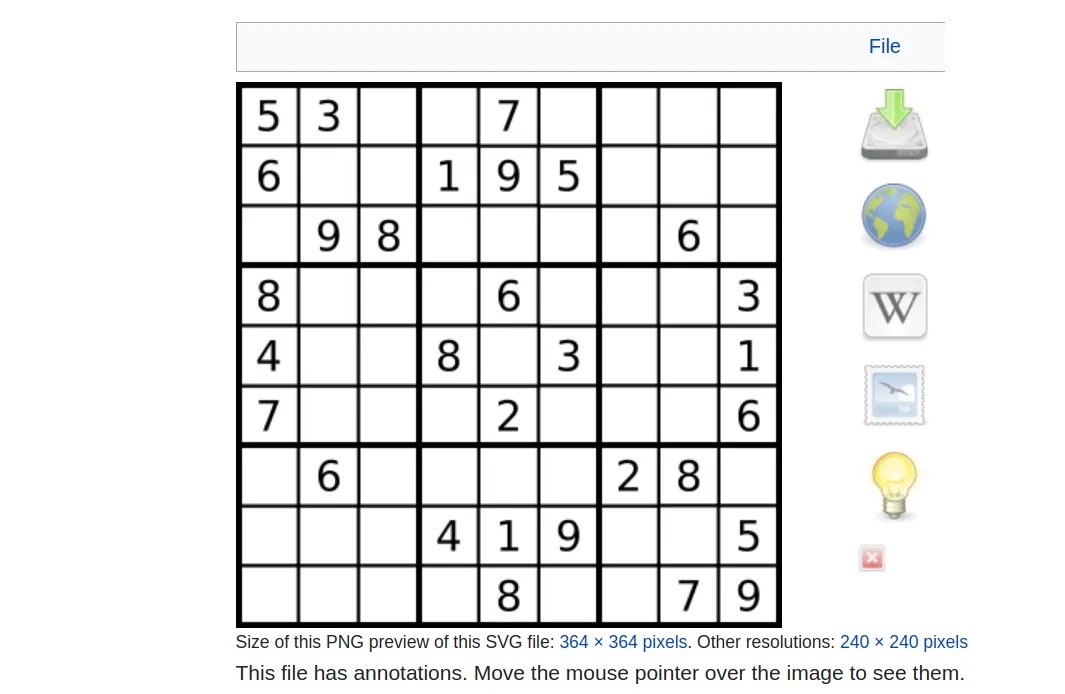 File
5 3 7
6 1 9 5
9 8 6
8 6 3
4 8 3 1
7 2 6
6 2 8
4 1 9 5
8 7 9
W
Size of this PNG preview of this SVG file: 364 × 364 pixels. Other resolutions: 240 × 240 pixels
This file has annotations. Move the mouse pointer over the image to see them.